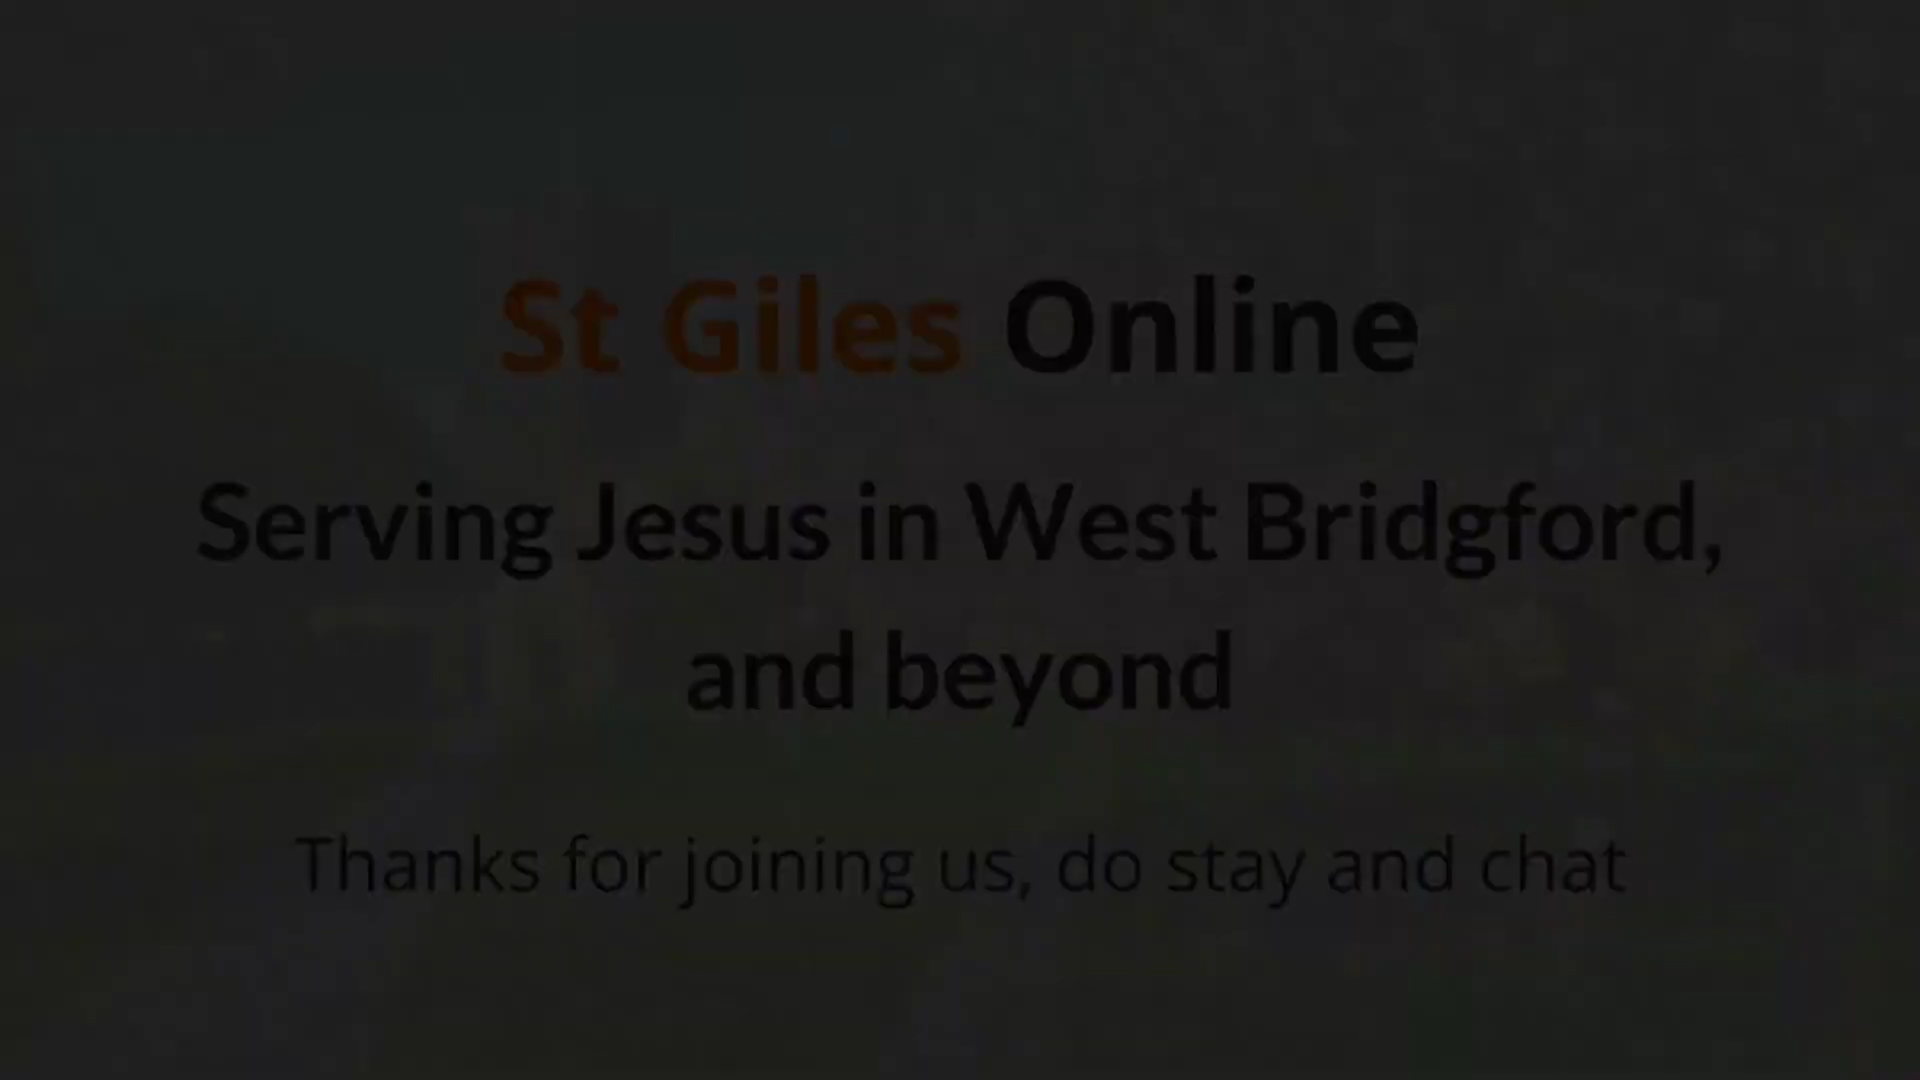 St Giles Online
Serving Jesus in West Bridgford,
and beyond
Thanks for joining us, do stay and chat